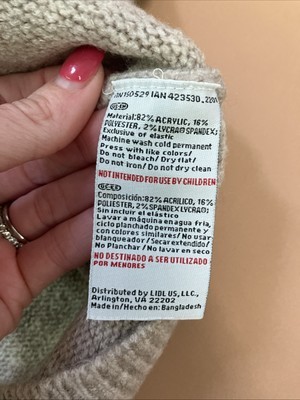 IAN 423530_2201
US
Material: 82% ACRYLIC, 16%
POLYESTER, 2% LYCRA® SPANDEX;
Exclusive of elastic
Machine wash cold permanent
Press with like colors/
Do not bleach/ Dry flat/
Do not iron/ Do not dry clean
NOT INTENDED FOR USE BY CHILDREN
Composición: 82% ACRÍLICO, 16%
POLIÉSTER, 2% SPANDEX LYCRA®;
Sin incluir el elástico
Lavar a máquina en agua fría,
ciclo planchado permanente y
con colores similares/ No usar
blanqueador/ Secar extendido/
No Planchar/ No lavar en seco
NO DESTINADO A SER UTILIZADO
POR MENORES
Distributed by LIDL US, LLC.,
Arlington, VA 22202
Made in/Hecho en: Bangladesh